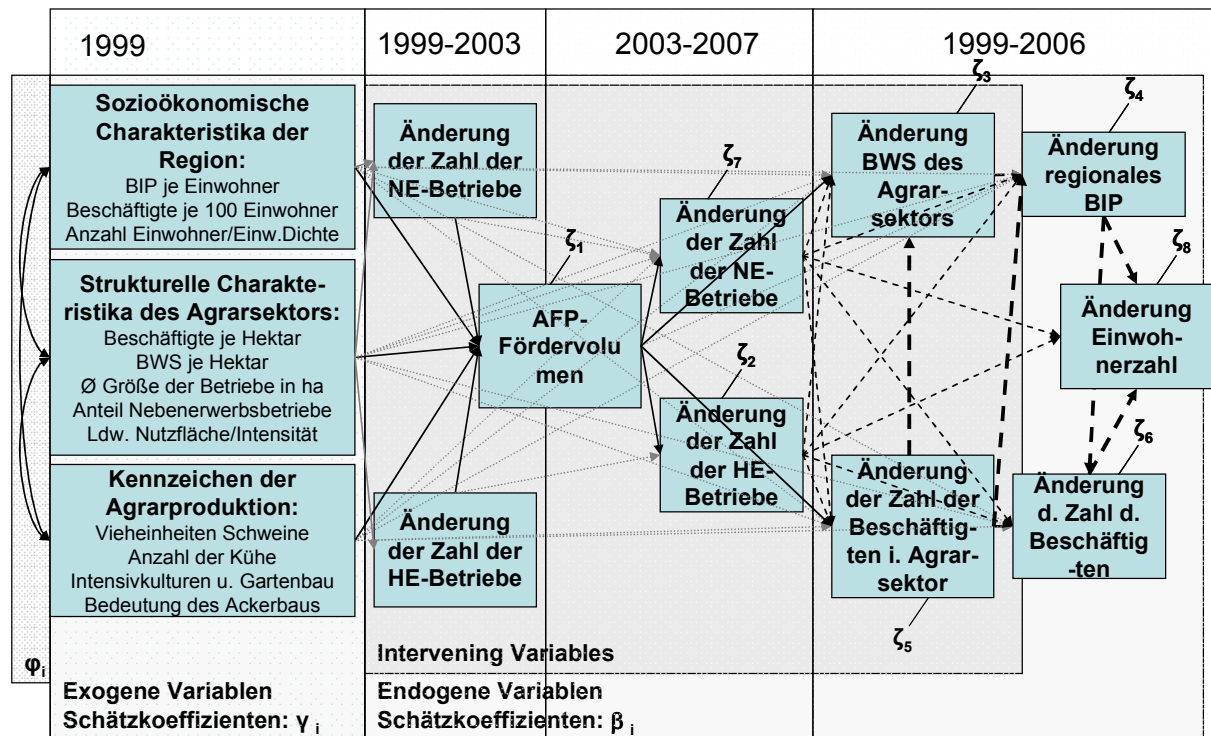 1999
1999-2003
2003-2007
1999-2006
Sozioökonomische
Charakteristika der
Region:
BIP je Einwohner
Beschäftigte je 100 Einwohner
Anzahl Einwohner/Einw.Dichte
Strukturelle Charakte-
ristika des Agrarsektors:
Beschäftigte je Hektar
BWS je Hektar
Ø Größe der Betriebe in ha
Anteil Nebenerwerbsbetriebe
Ldw. Nutzfläche/Intensität
Kennzeichen der
Agrarproduktion:
Vieheinheiten Schweine
Anzahl der Kühe
Intensivkulturen u. Gartenbau
Bedeutung des Ackerbaus
φi
Exogene Variablen
Schätzkoeffizienten: γ i
Änderung
der Zahl der
NE-Betriebe
Änderung
der Zahl der
HE-Betriebe
ζ1
AFP-
Fördervolu
men
ζ7
Änderung
der Zahl
der NE-
Betriebe
ζ2
Änderung
der Zahl
der HE-
Betriebe
ζ3
Änderung
BWS des
Agrar-
sektors
Änderung
der Zahl der
Beschäftig-
ten i. Agrar-
sektor
ζ5
ζ4
Änderung
regionales
BIP
ζ8
Änderung
Einwoh-
nerzahl
ζ6
Änderung
d. Zahl d.
Beschäftig
-ten
Intervening Variables
Endogene Variablen
Schätzkoeffizienten: β i